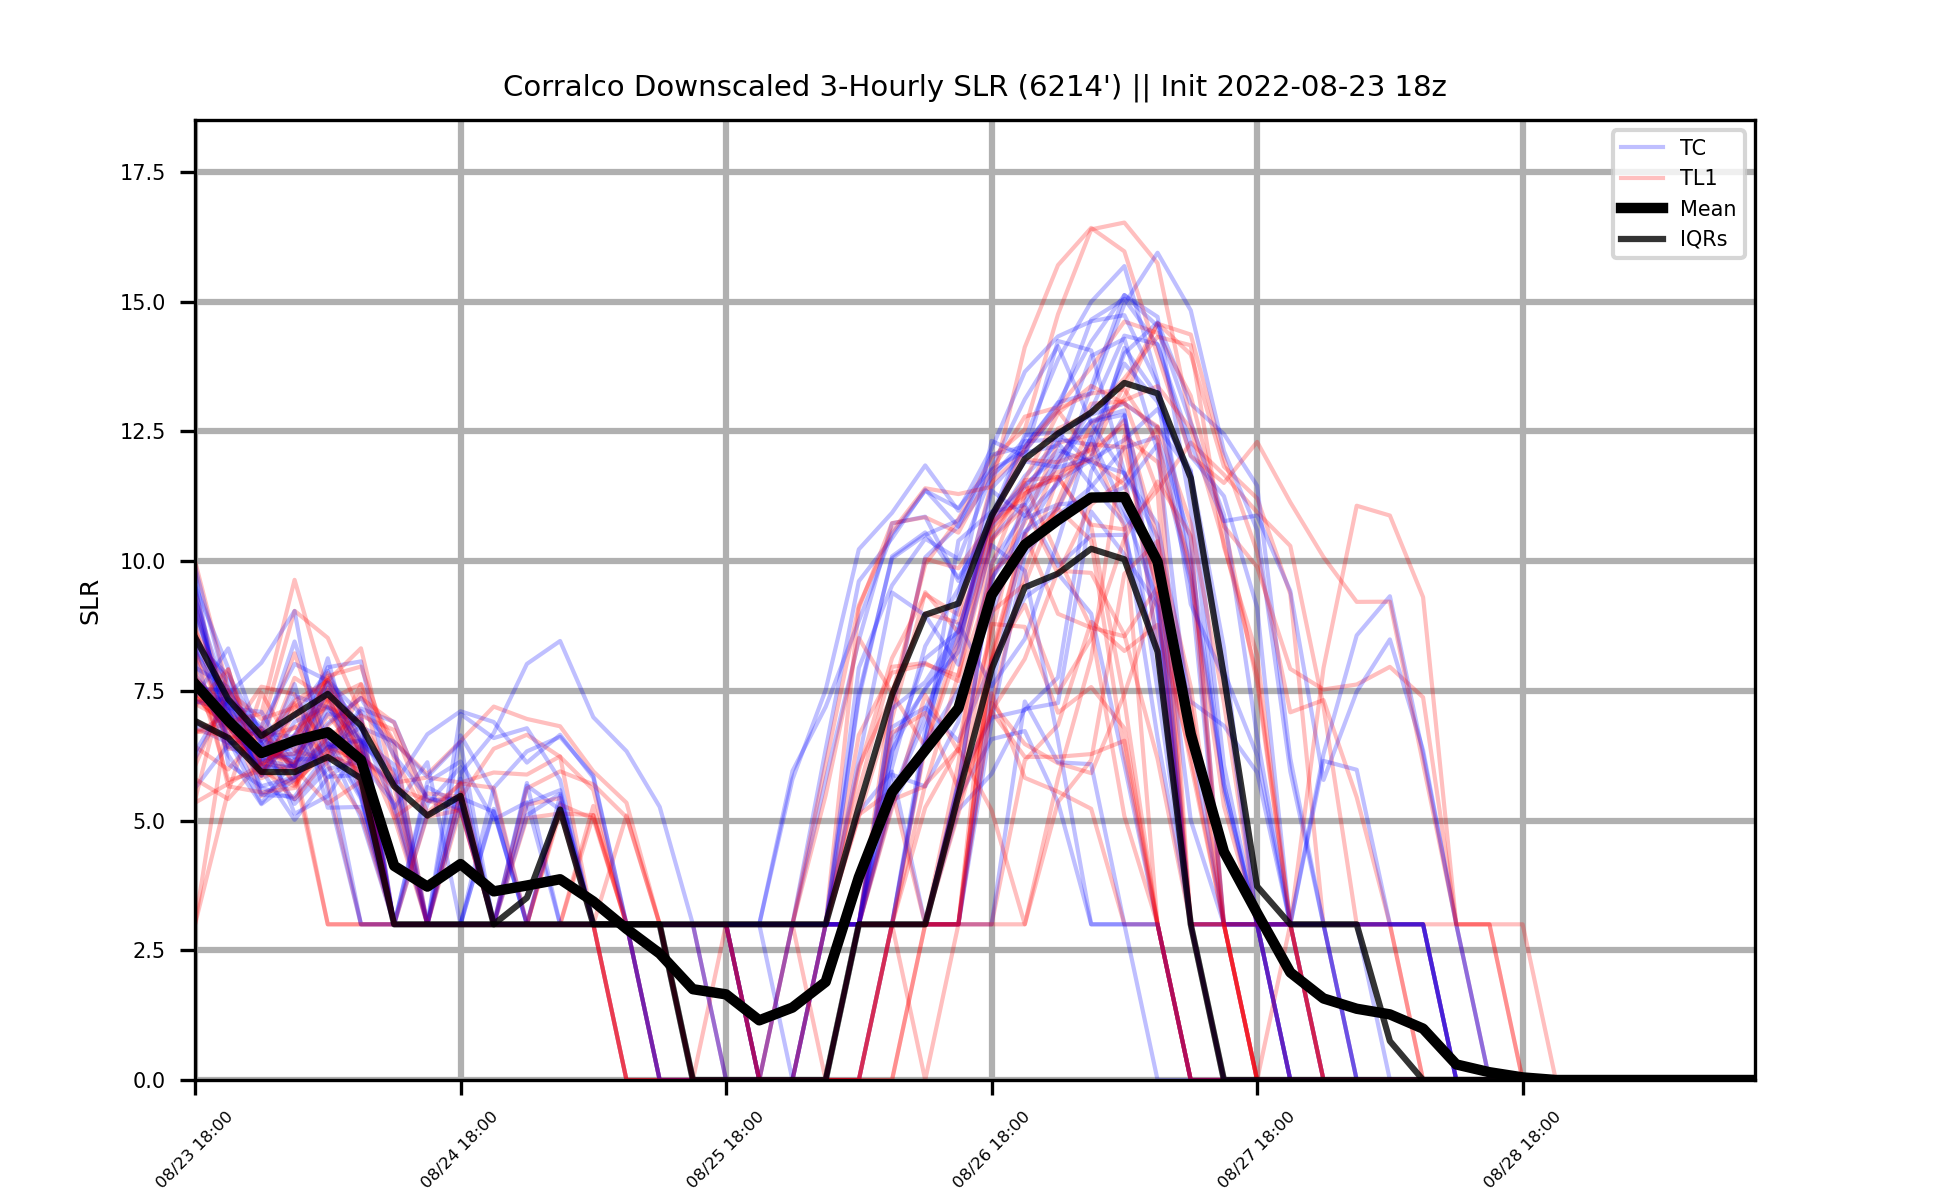 Corralco Downscaled 3-Hourly SLR (6214') || Init 2022-08-23 18z
TC
TL1
Mean
IQRs
SLR
17.5
15.0
12.5
10.0
7.5
5.0
2.5
0.0
08/23 18:00
08/24 18:00
08/25 18:00
08/26 18:00
08/27 18:00
08/28 18:00